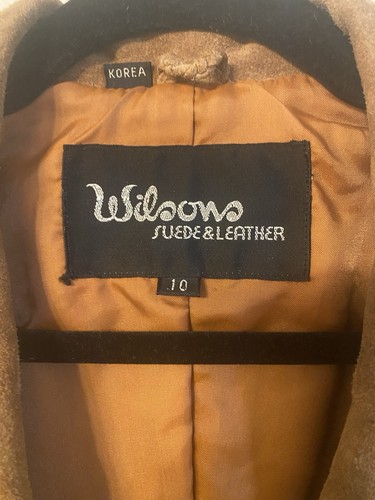 KOREA
Wilsons
SUEDE & LEATHER
10